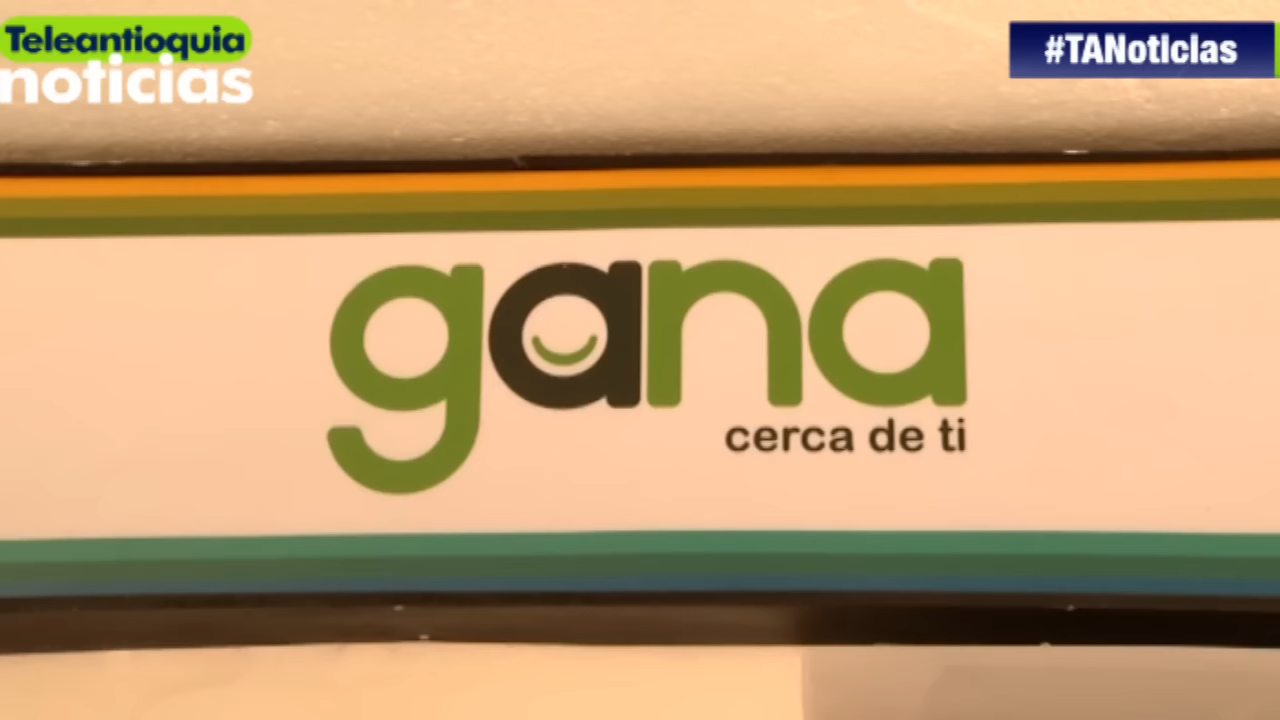 Teleantioquia
noticias
#TANoticias
gana
cerca de ti